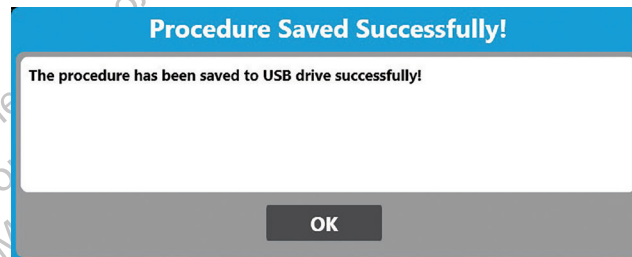 Procedure Saved Successfully!
The procedure has been saved to USB drive successfully!
OK